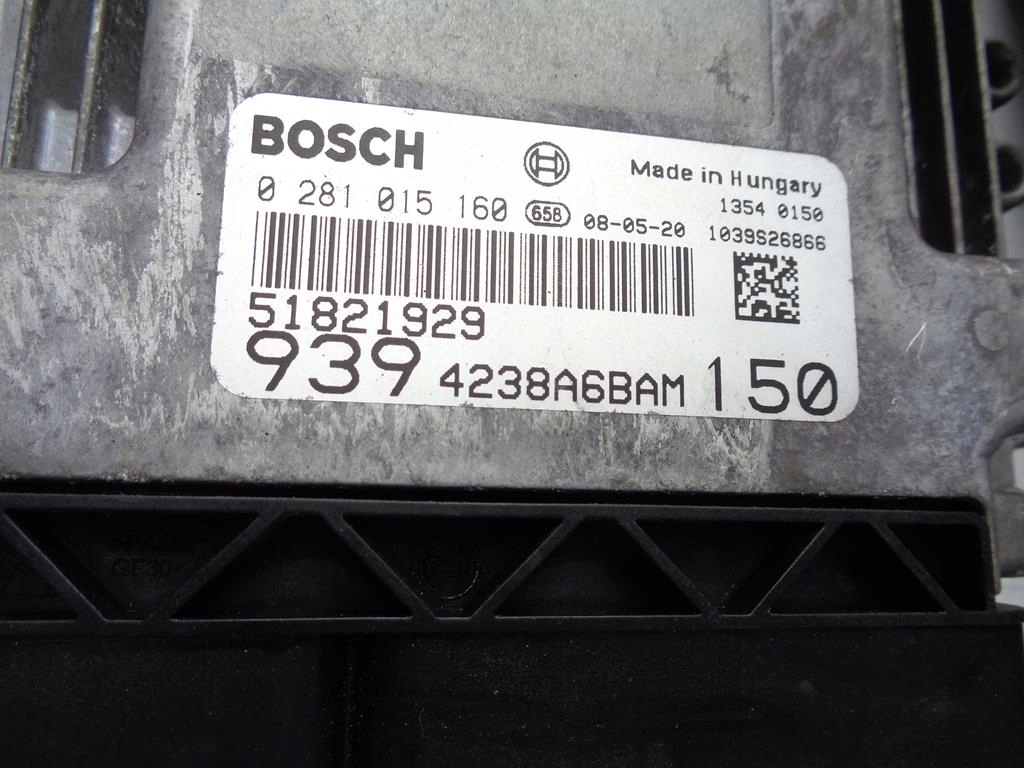 BOSCH
Made in Hungary
0 281 015 160 658 08-05-20
1354 0150
1039S26866
51821929
939 4238A6BAM 150
GF30